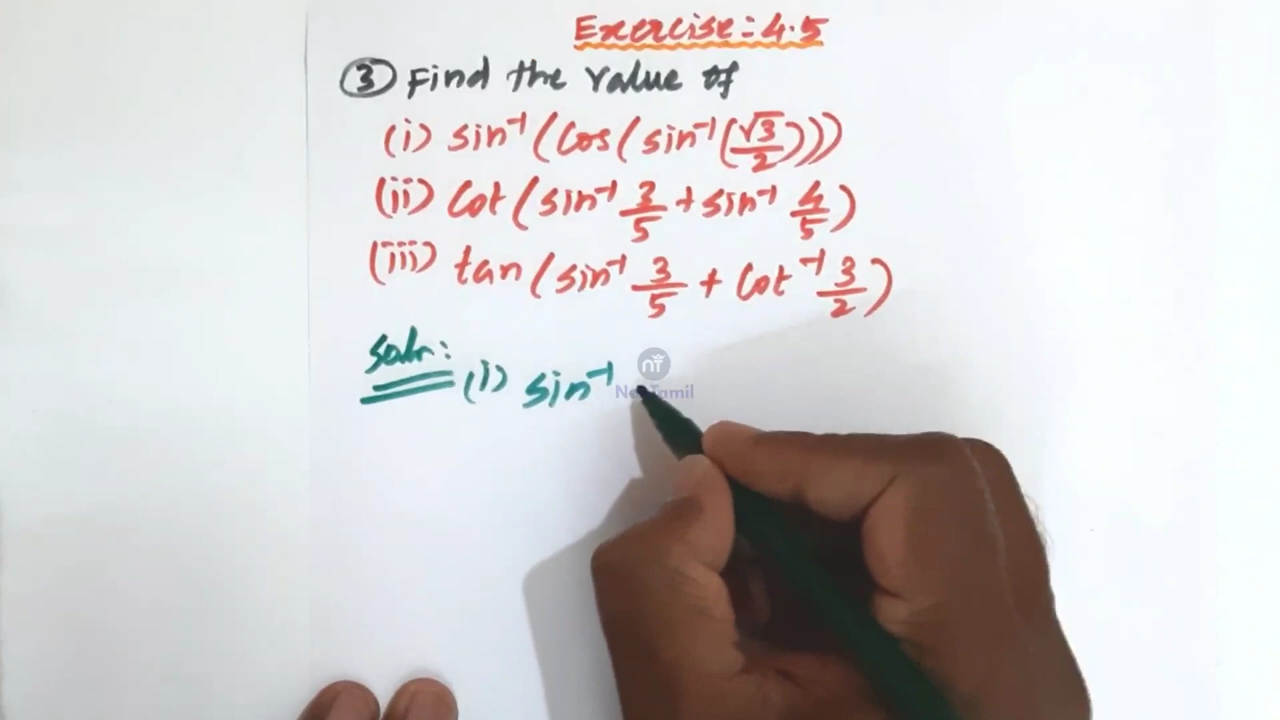 Exercise: 4.5
③ Find the value of
(i) sin⁻¹(cos(sin⁻¹(√3/2)))
(ii) cot(sin⁻¹ 3/5 + sin⁻¹ 4/5)
(iii) tan(sin⁻¹ 3/5 + cot⁻¹ 3/2)
Soln: (i) sin⁻¹